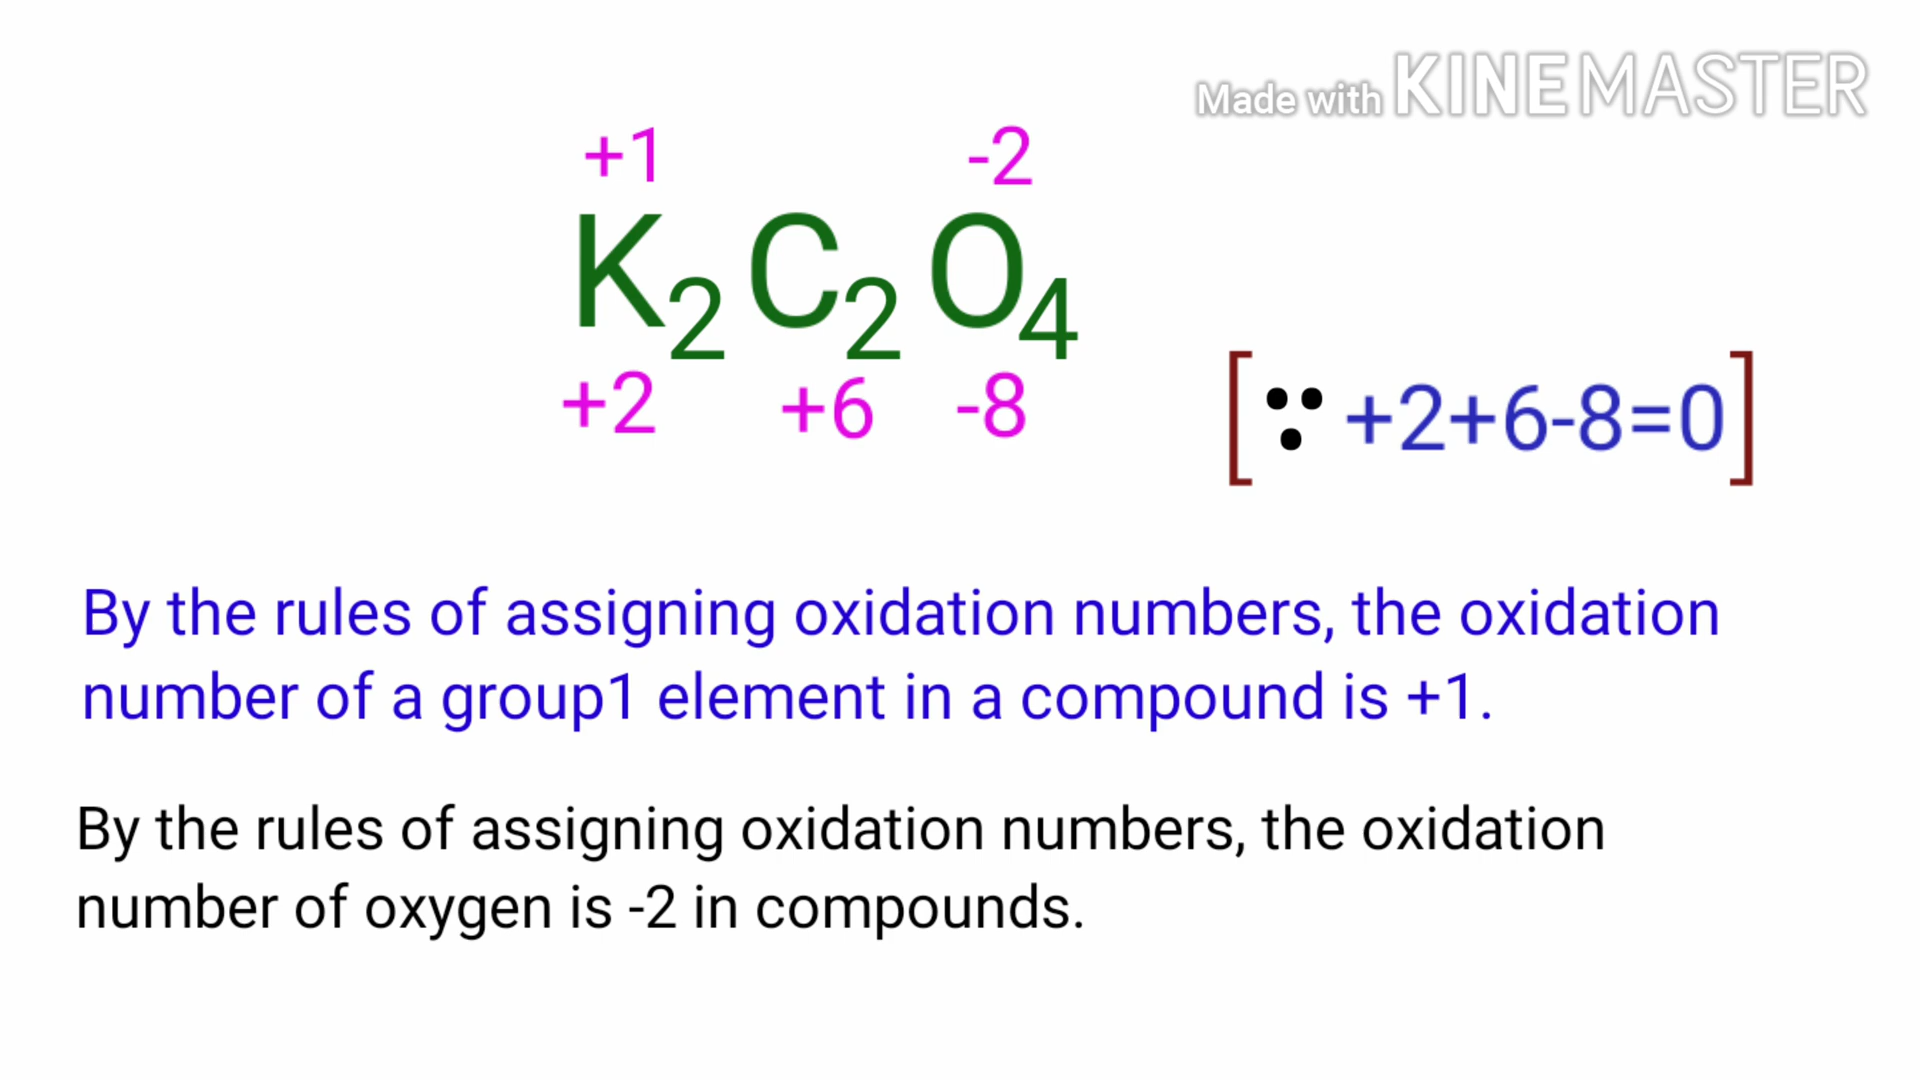 Made with KINEMASTER
+1 -2
K2C2O4
+2 +6 -8
[∵ +2+6-8=0]
By the rules of assigning oxidation numbers, the oxidation
number of a group1 element in a compound is +1.
By the rules of assigning oxidation numbers, the oxidation
number of oxygen is -2 in compounds.